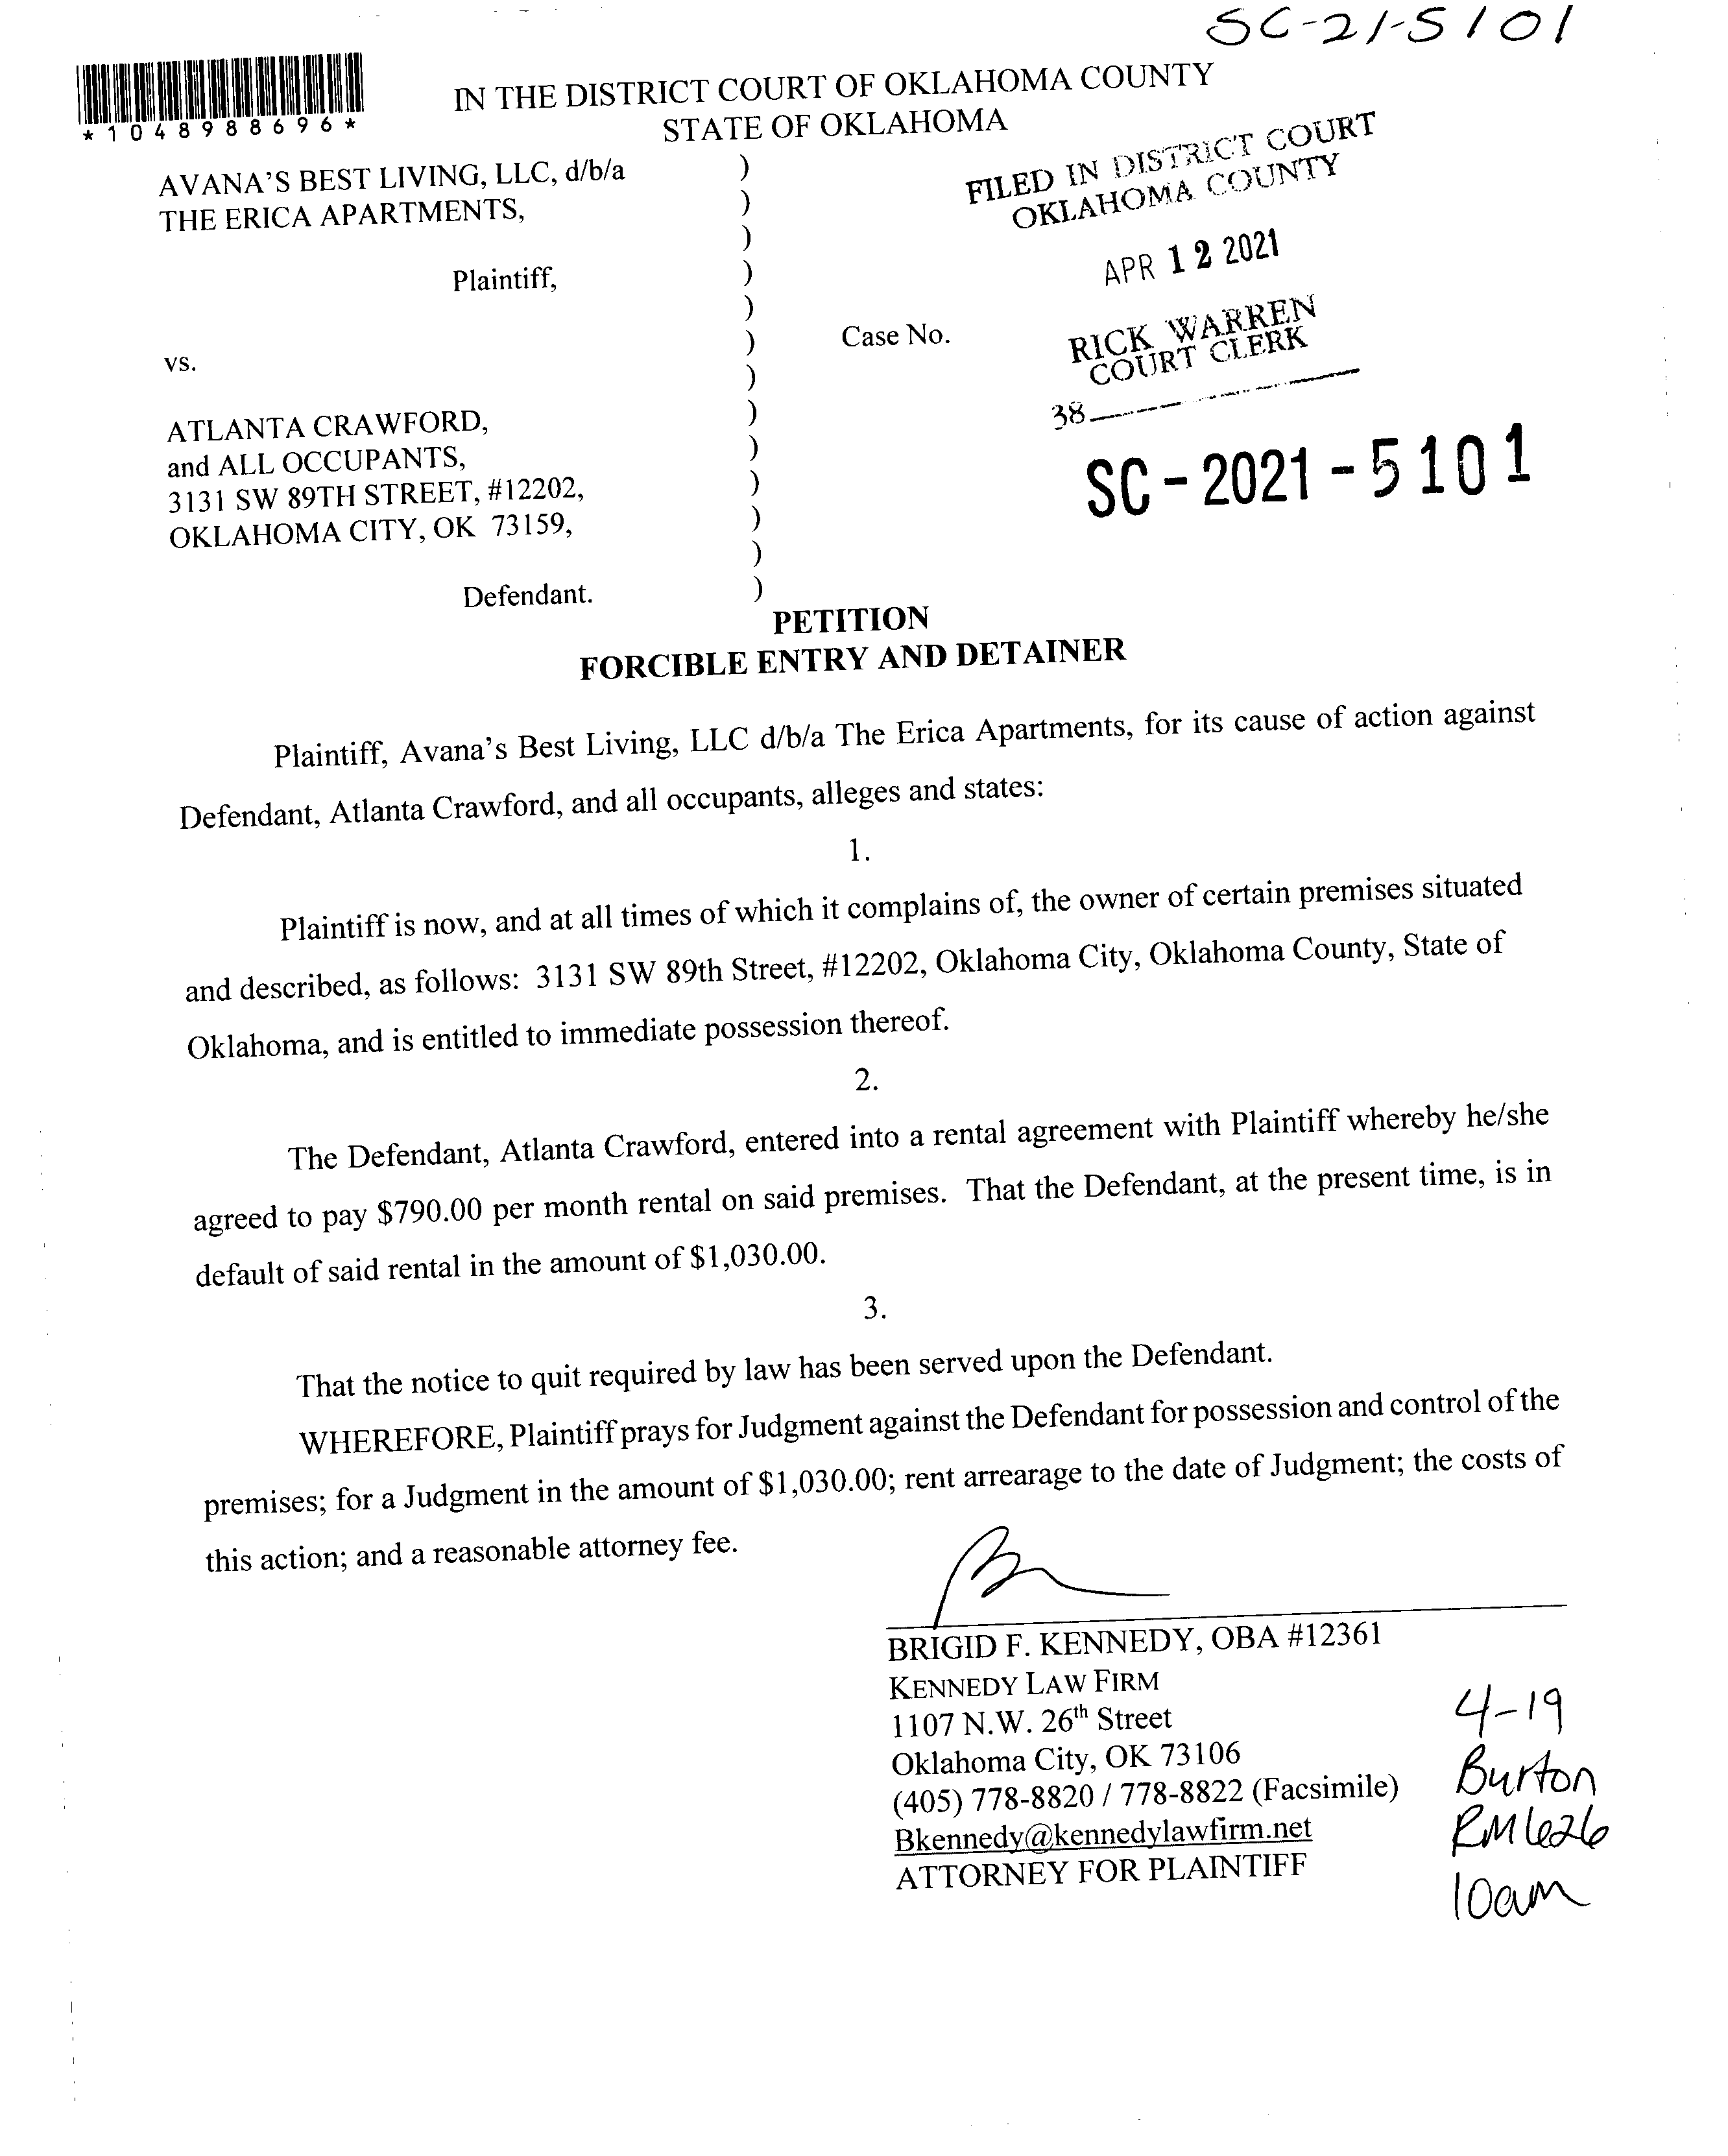 SC-21-5101
*1048988696*
IN THE DISTRICT COURT OF OKLAHOMA COUNTY
STATE OF OKLAHOMA
AVANA'S BEST LIVING, LLC, d/b/a
THE ERICA APARTMENTS,
Plaintiff,
vs.
ATLANTA CRAWFORD,
and ALL OCCUPANTS,
3131 SW 89TH STREET, #12202,
OKLAHOMA CITY, OK 73159,
Defendant.
)
)
)
)
)
)
)
)
)
)
)
)
)
Case No.
FILED IN DISTRICT COURT
OKLAHOMA COUNTY
APR 12 2021
RICK WARREN
COURT CLERK
38
SC-2021-5101
PETITION
FORCIBLE ENTRY AND DETAINER
Plaintiff, Avana's Best Living, LLC d/b/a The Erica Apartments, for its cause of action against
Defendant, Atlanta Crawford, and all occupants, alleges and states:
1.
Plaintiff is now, and at all times of which it complains of, the owner of certain premises situated
and described, as follows: 3131 SW 89th Street, #12202, Oklahoma City, Oklahoma County, State of
Oklahoma, and is entitled to immediate possession thereof.
2.
The Defendant, Atlanta Crawford, entered into a rental agreement with Plaintiff whereby he/she
agreed to pay $790.00 per month rental on said premises. That the Defendant, at the present time, is in
default of said rental in the amount of $1,030.00.
3.
That the notice to quit required by law has been served upon the Defendant.
WHEREFORE, Plaintiff prays for Judgment against the Defendant for possession and control of the
premises; for a Judgment in the amount of $1,030.00; rent arrearage to the date of Judgment; the costs of
this action; and a reasonable attorney fee.
BRIGID F. KENNEDY, OBA #12361
KENNEDY LAW FIRM
1107 N.W. 26th Street
Oklahoma City, OK 73106
(405) 778-8820 / 778-8822 (Facsimile)
Bkennedy@kennedylawfirm.net
ATTORNEY FOR PLAINTIFF
4-19
Burton
RM 626
10am